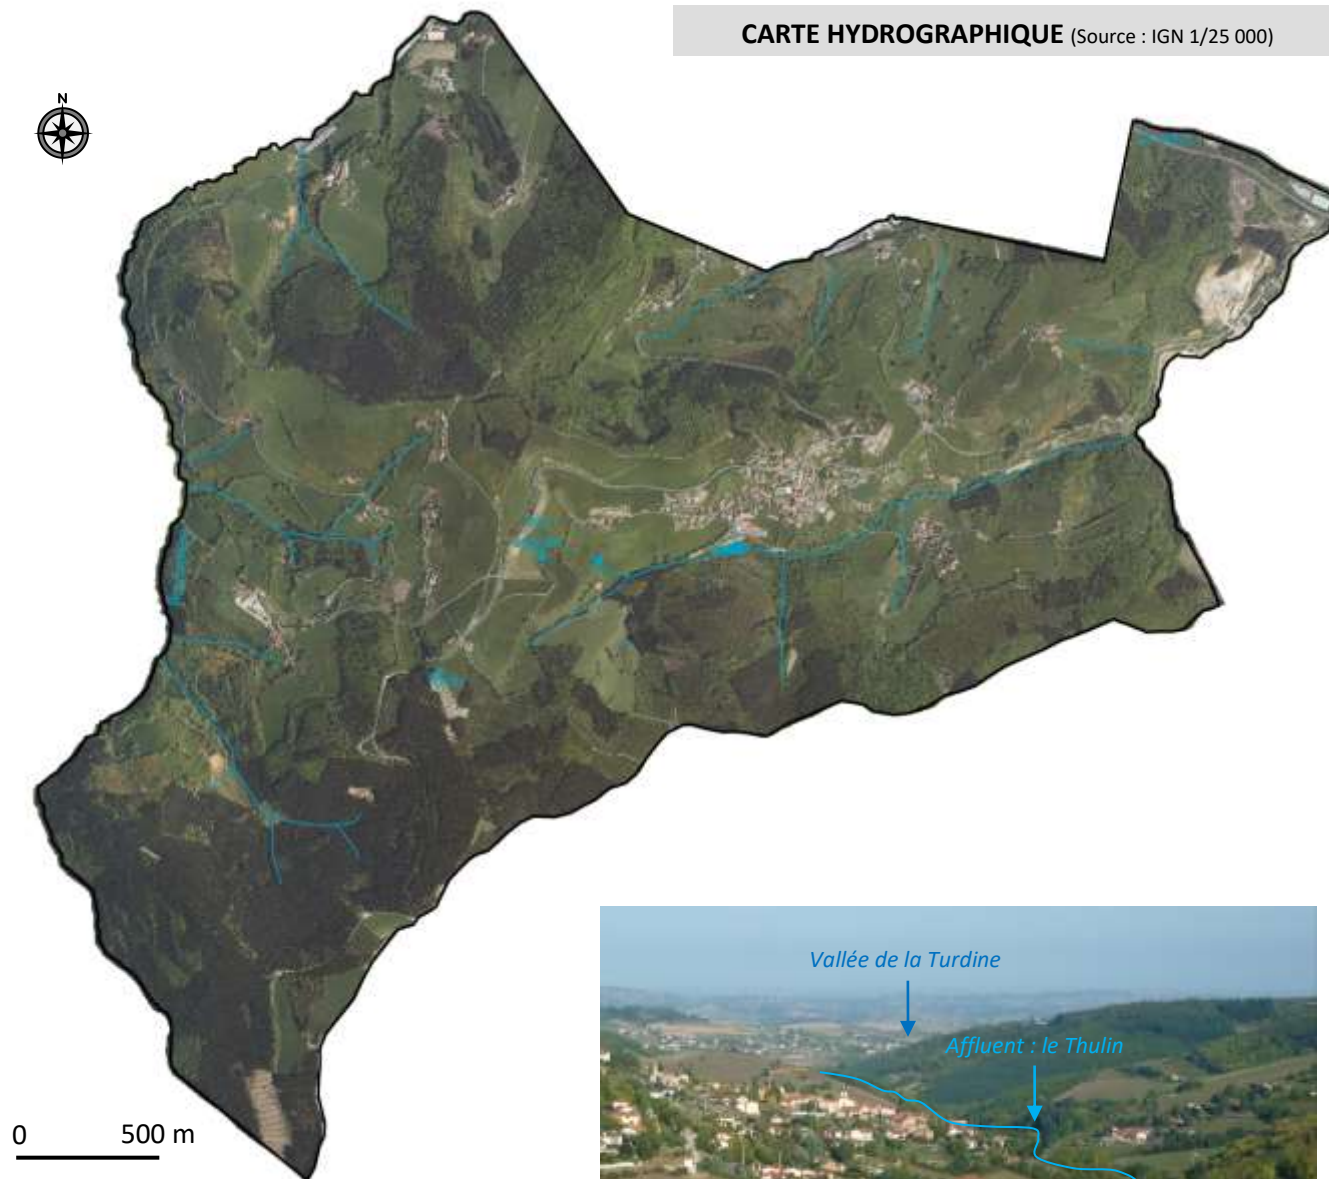 CARTE HYDROGRAPHIQUE (Source : IGN 1/25 000)
N
Vallée de la Turdine
Affluent : le Thulin
0 500 m